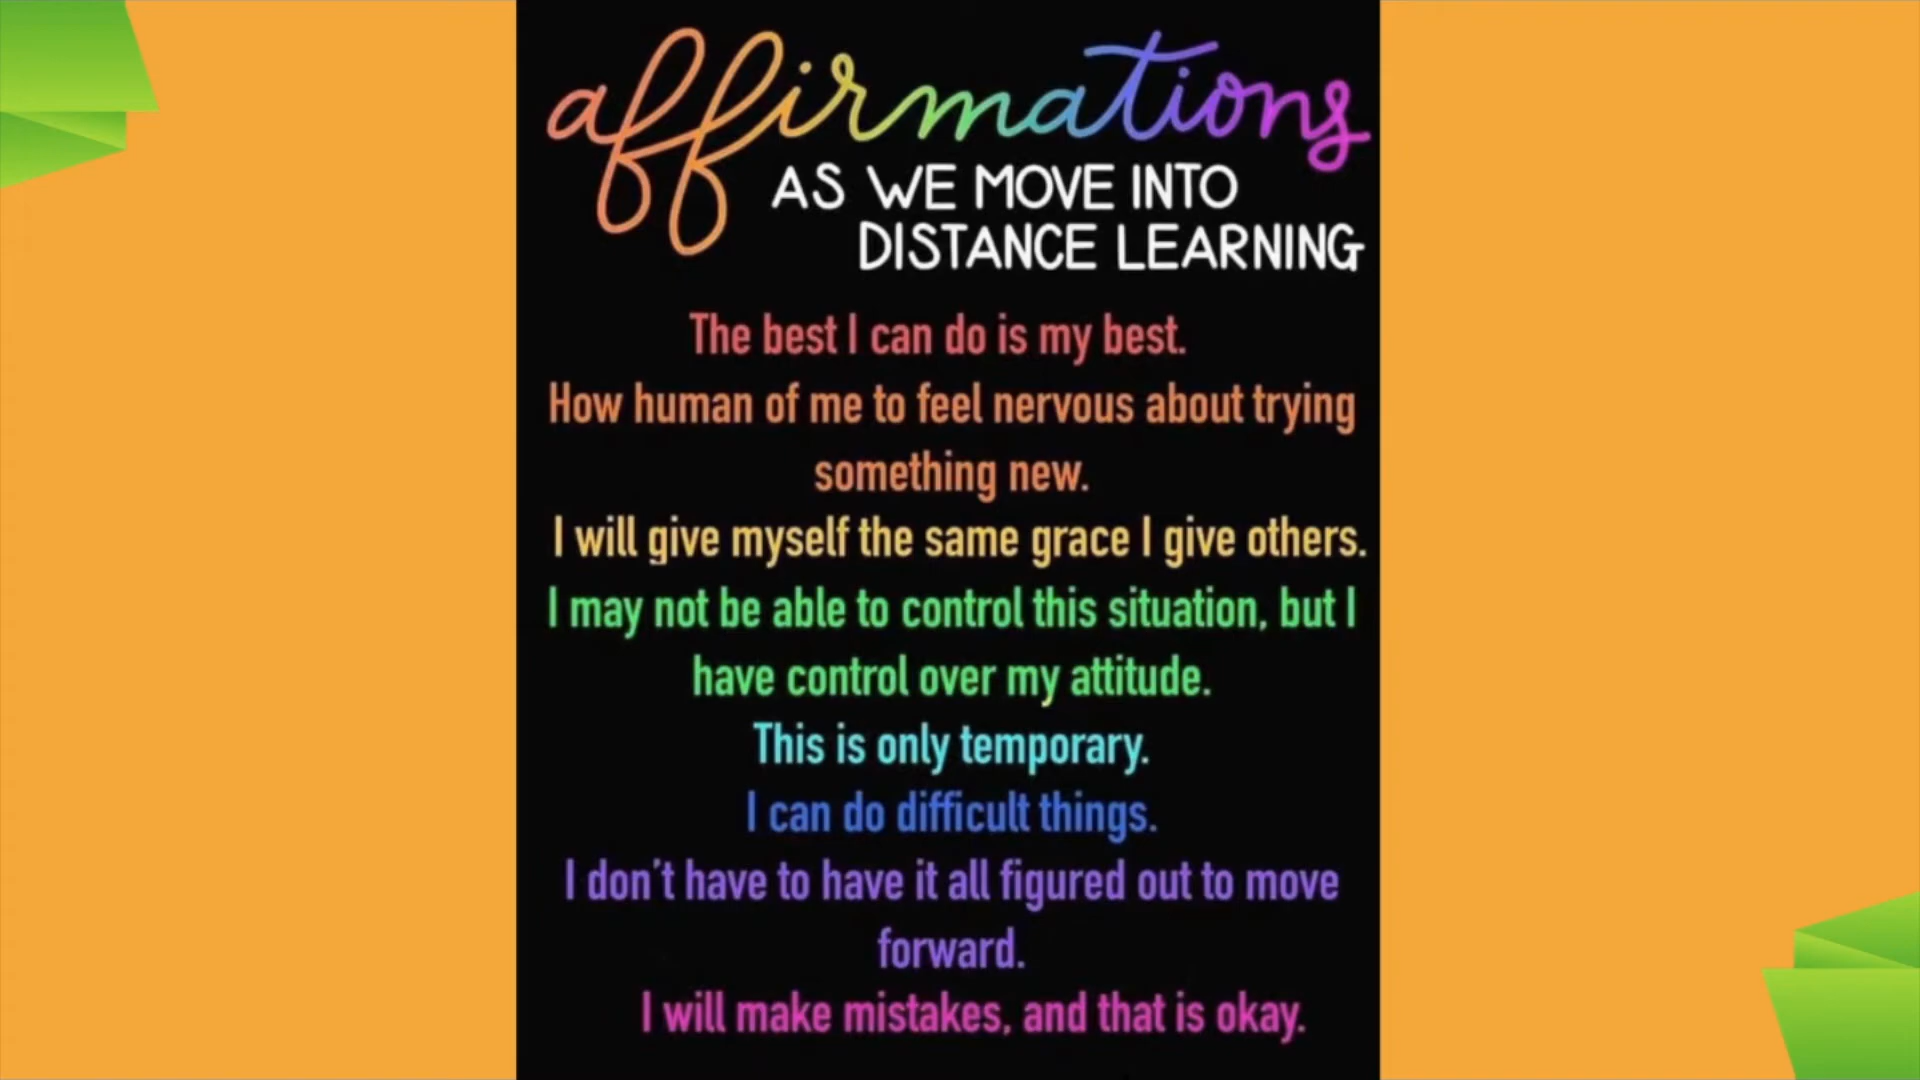 affirmations
AS WE MOVE INTO
DISTANCE LEARNING
The best I can do is my best.
How human of me to feel nervous about trying
something new.
I will give myself the same grace I give others.
I may not be able to control this situation, but I
have control over my attitude.
This is only temporary.
I can do difficult things.
I don't have to have it all figured out to move
forward.
I will make mistakes, and that is okay.